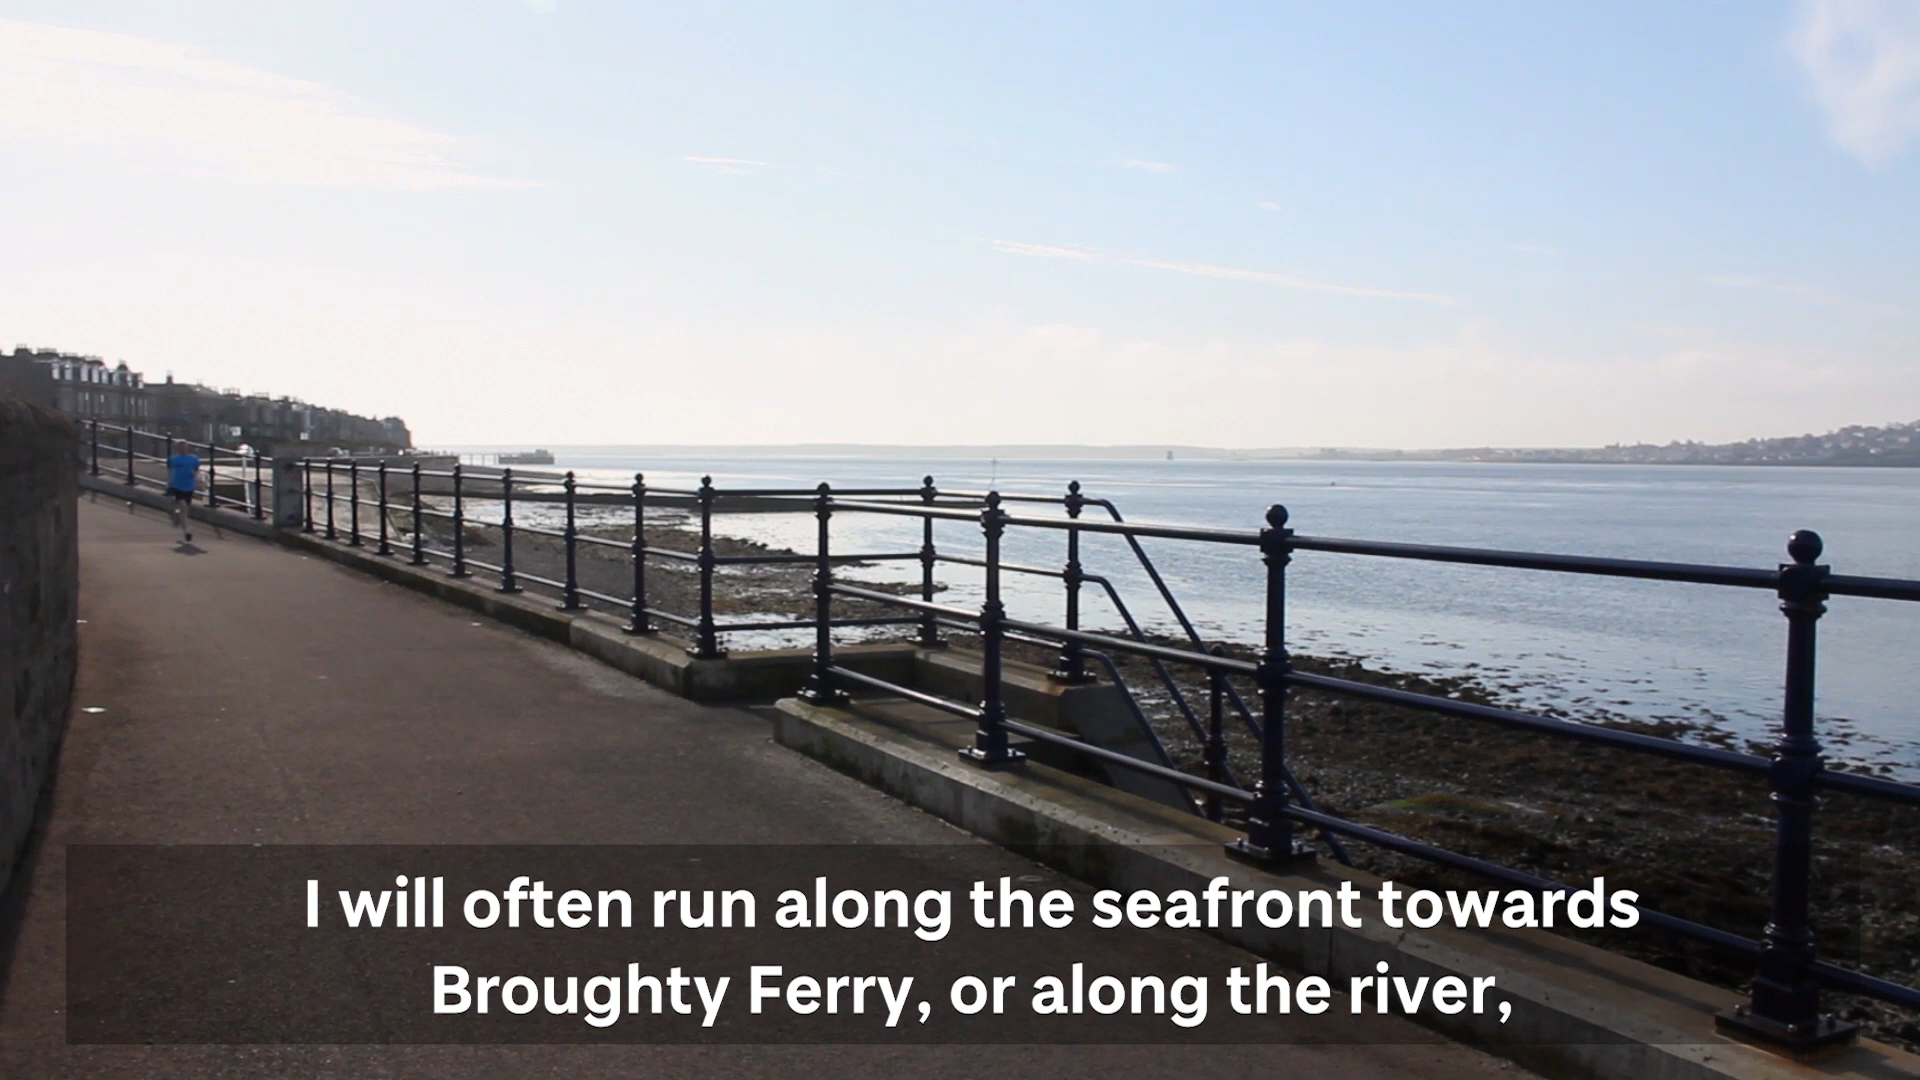 I will often run along the seafront towards
Broughty Ferry, or along the river,